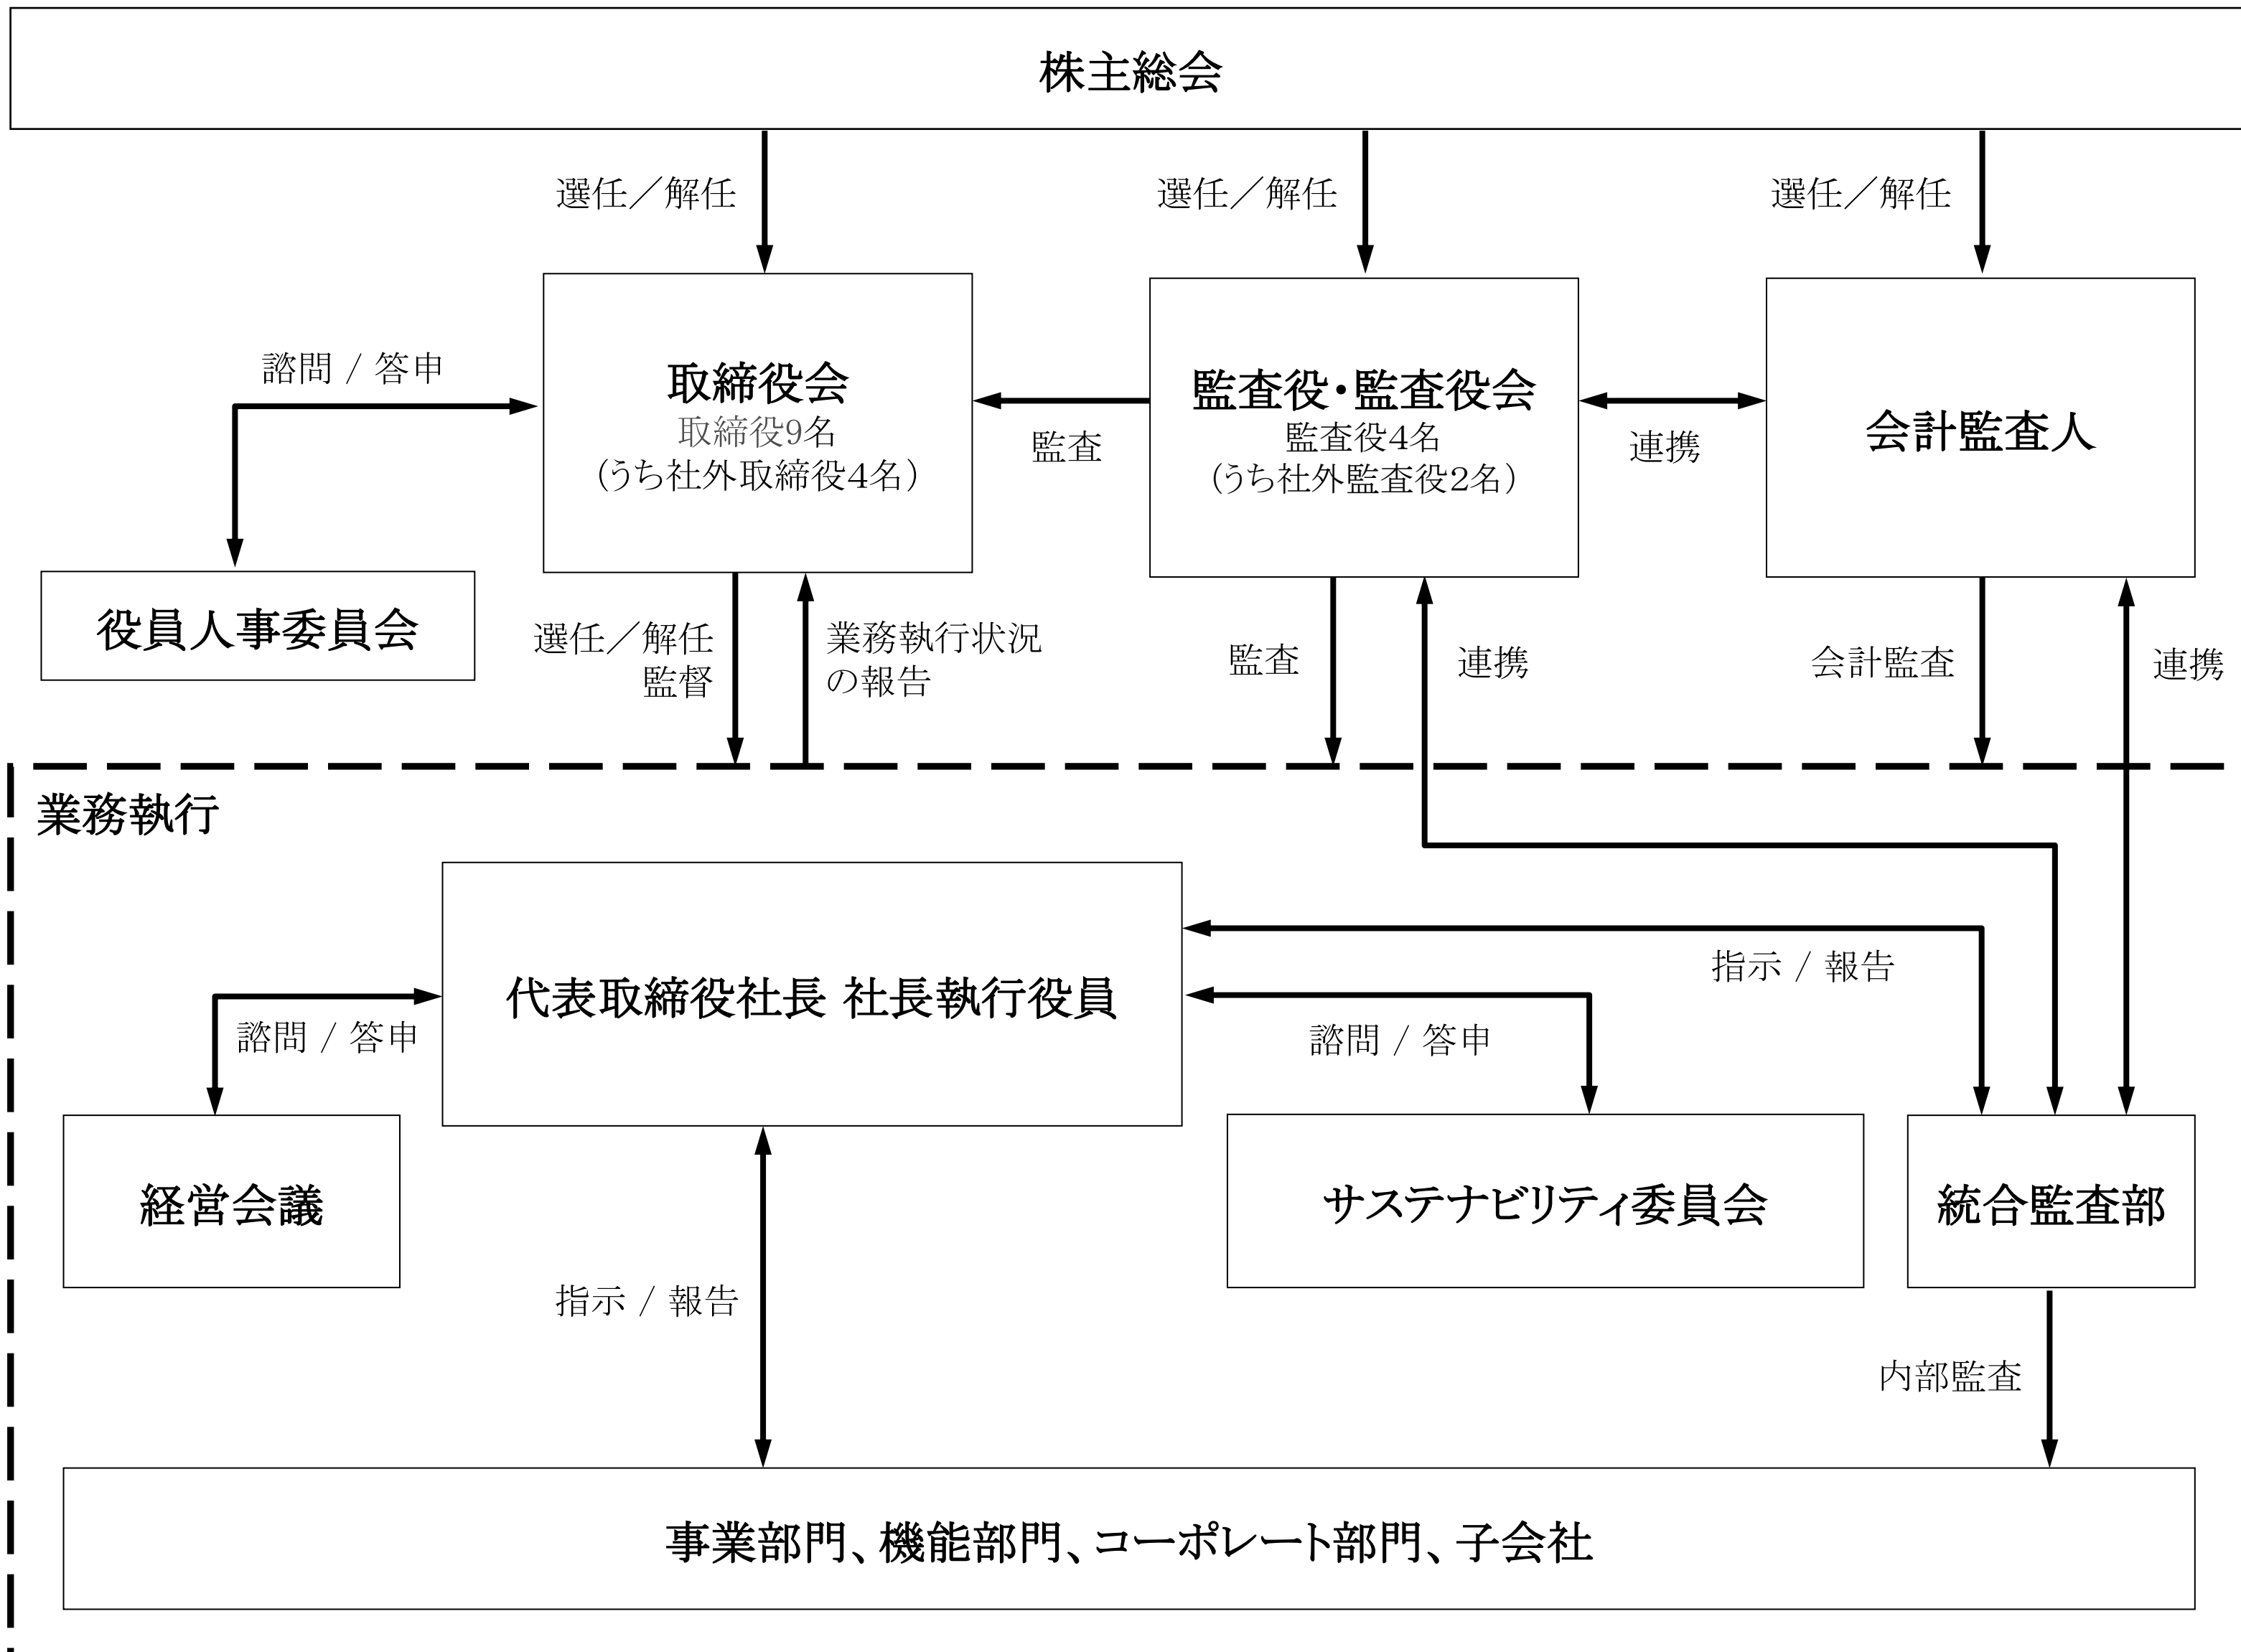 株主総会
選任／解任
選任／解任
選任／解任
諮問 / 答申
取締役会
取締役9名
（うち社外取締役4名）
監査
監査役・監査役会
監査役4名
（うち社外監査役2名）
連携
会計監査人
役員人事委員会
選任／解任
監督
業務執行状況
の報告
監査
連携
会計監査
連携
業務執行
代表取締役社長 社長執行役員
指示 / 報告
諮問 / 答申
諮問 / 答申
経営会議
サステナビリティ委員会
統合監査部
指示 / 報告
内部監査
事業部門、機能部門、コーポレート部門、子会社